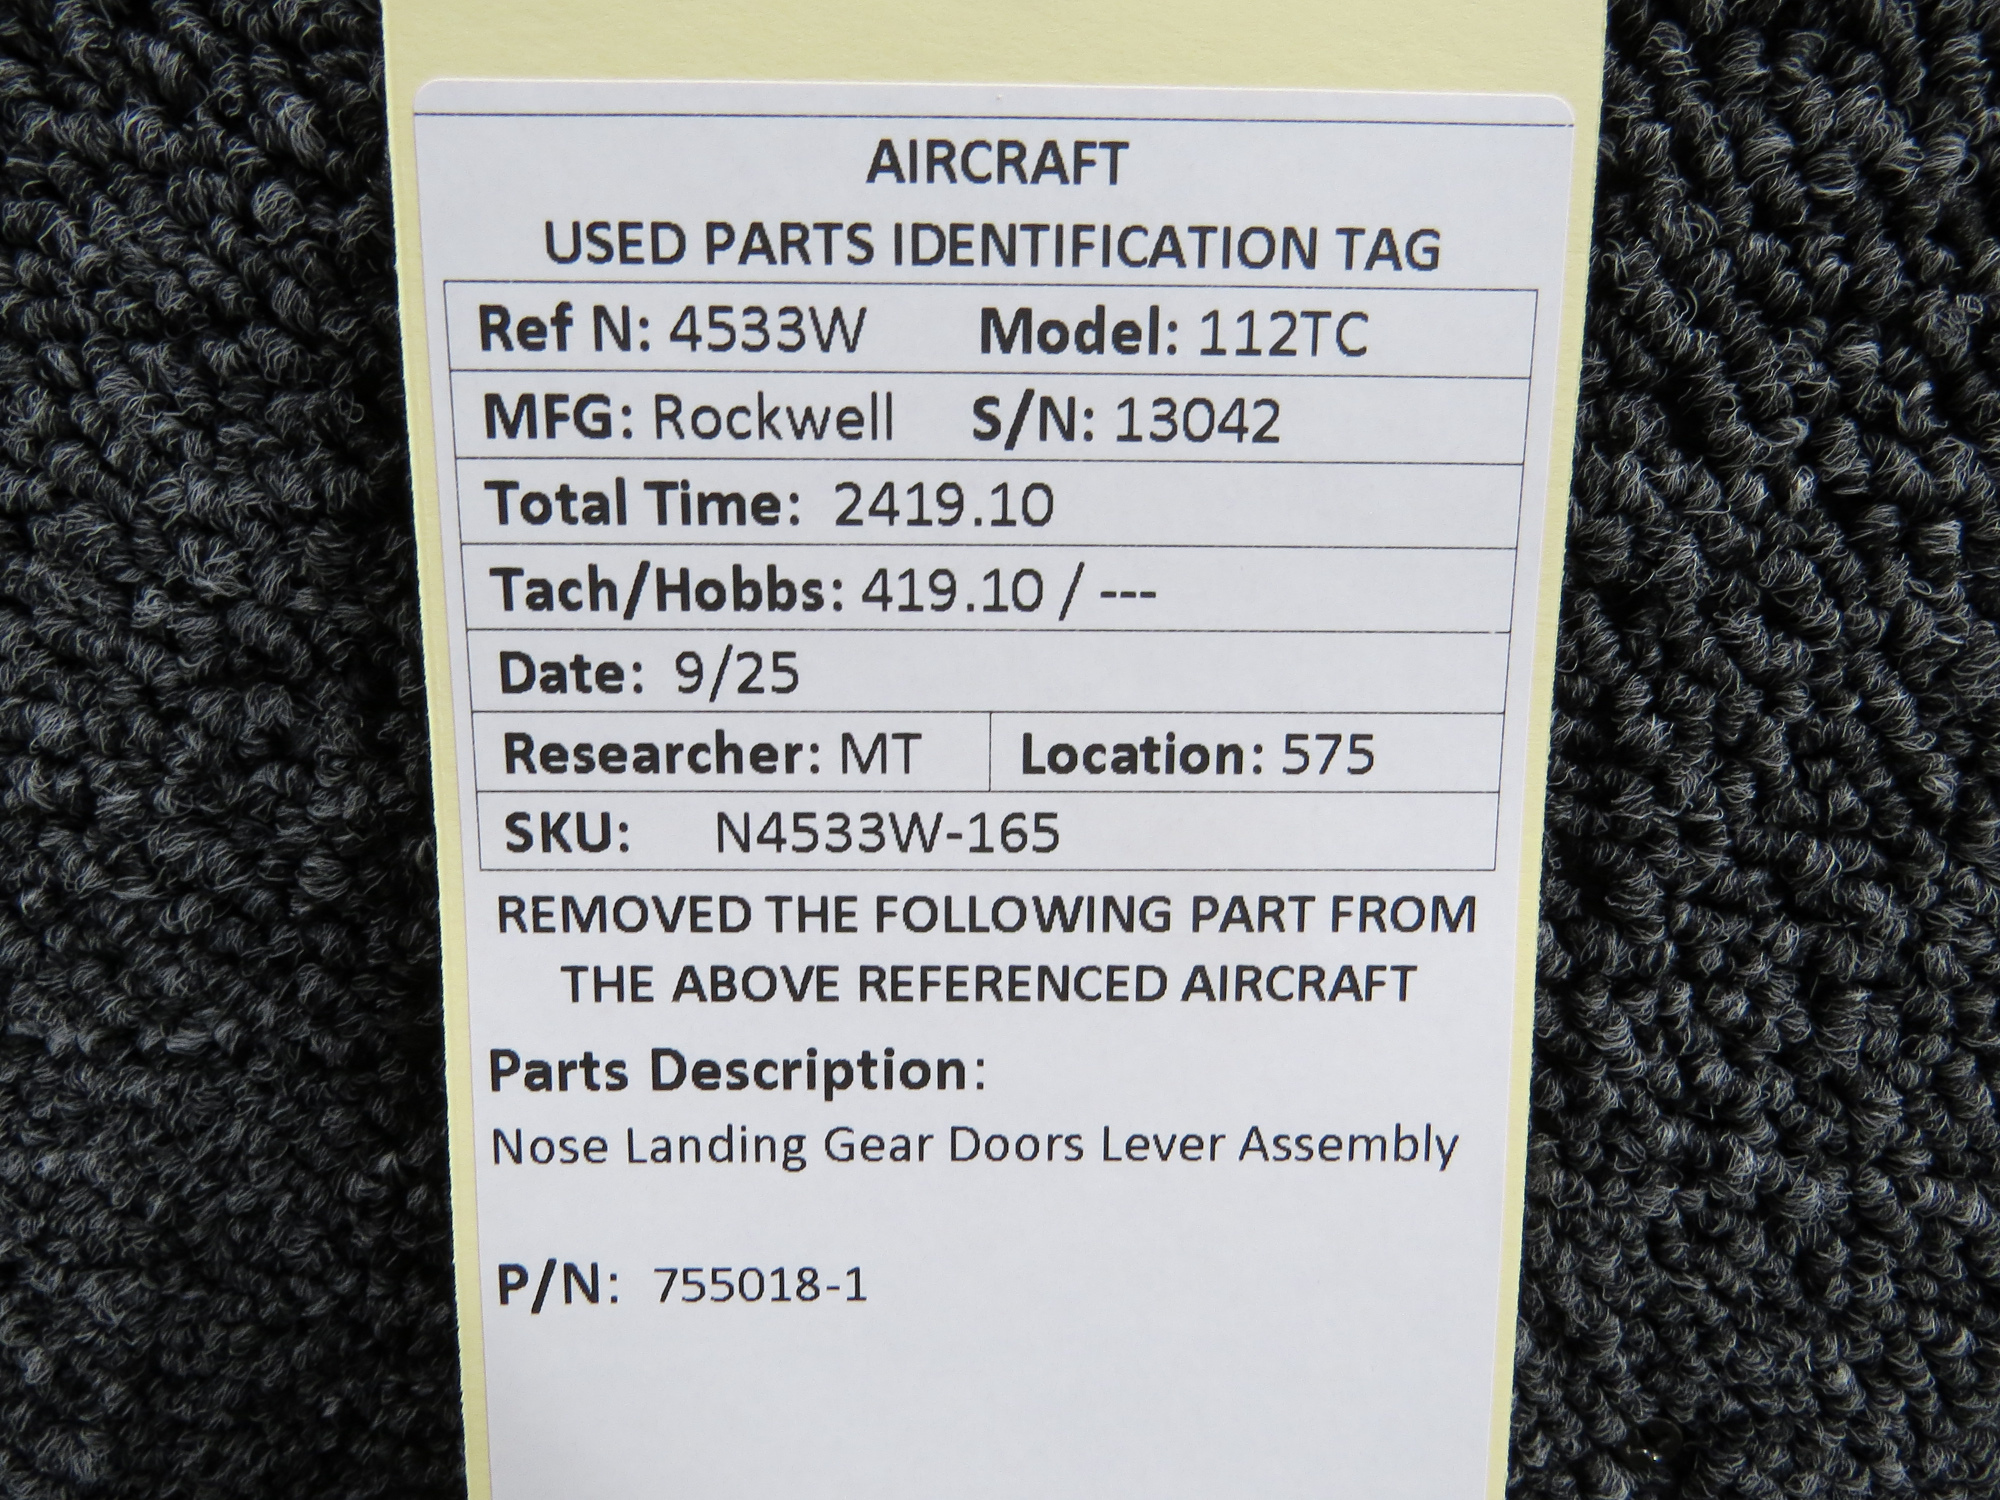 AIRCRAFT
USED PARTS IDENTIFICATION TAG
Ref N: 4533W Model: 112TC
MFG: Rockwell S/N: 13042
Total Time: 2419.10
Tach/Hobbs: 419.10 / ---
Date: 9/25
Researcher: MT Location: 575
SKU: N4533W-165
REMOVED THE FOLLOWING PART FROM
THE ABOVE REFERENCED AIRCRAFT
Parts Description:
Nose Landing Gear Doors Lever Assembly
P/N: 755018-1